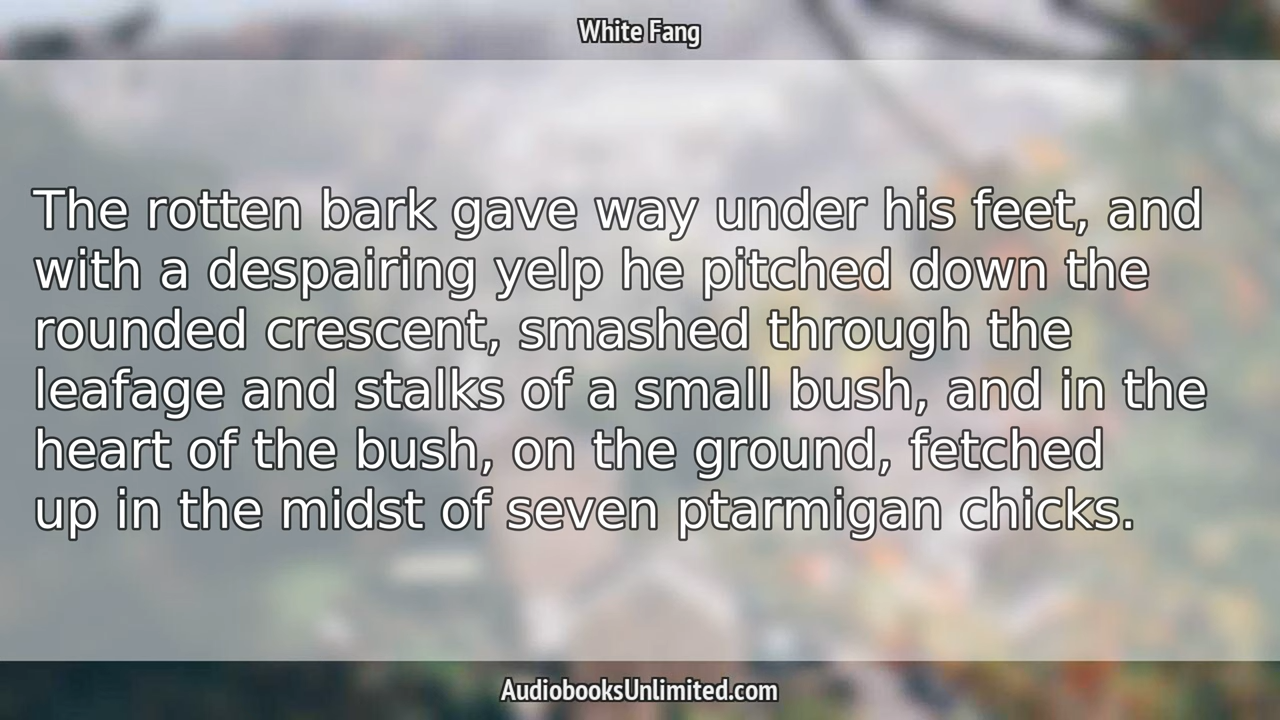 White Fang
The rotten bark gave way under his feet, and
with a despairing yelp he pitched down the
rounded crescent, smashed through the
leafage and stalks of a small bush, and in the
heart of the bush, on the ground, fetched
up in the midst of seven ptarmigan chicks.
AudiobooksUnlimited.com